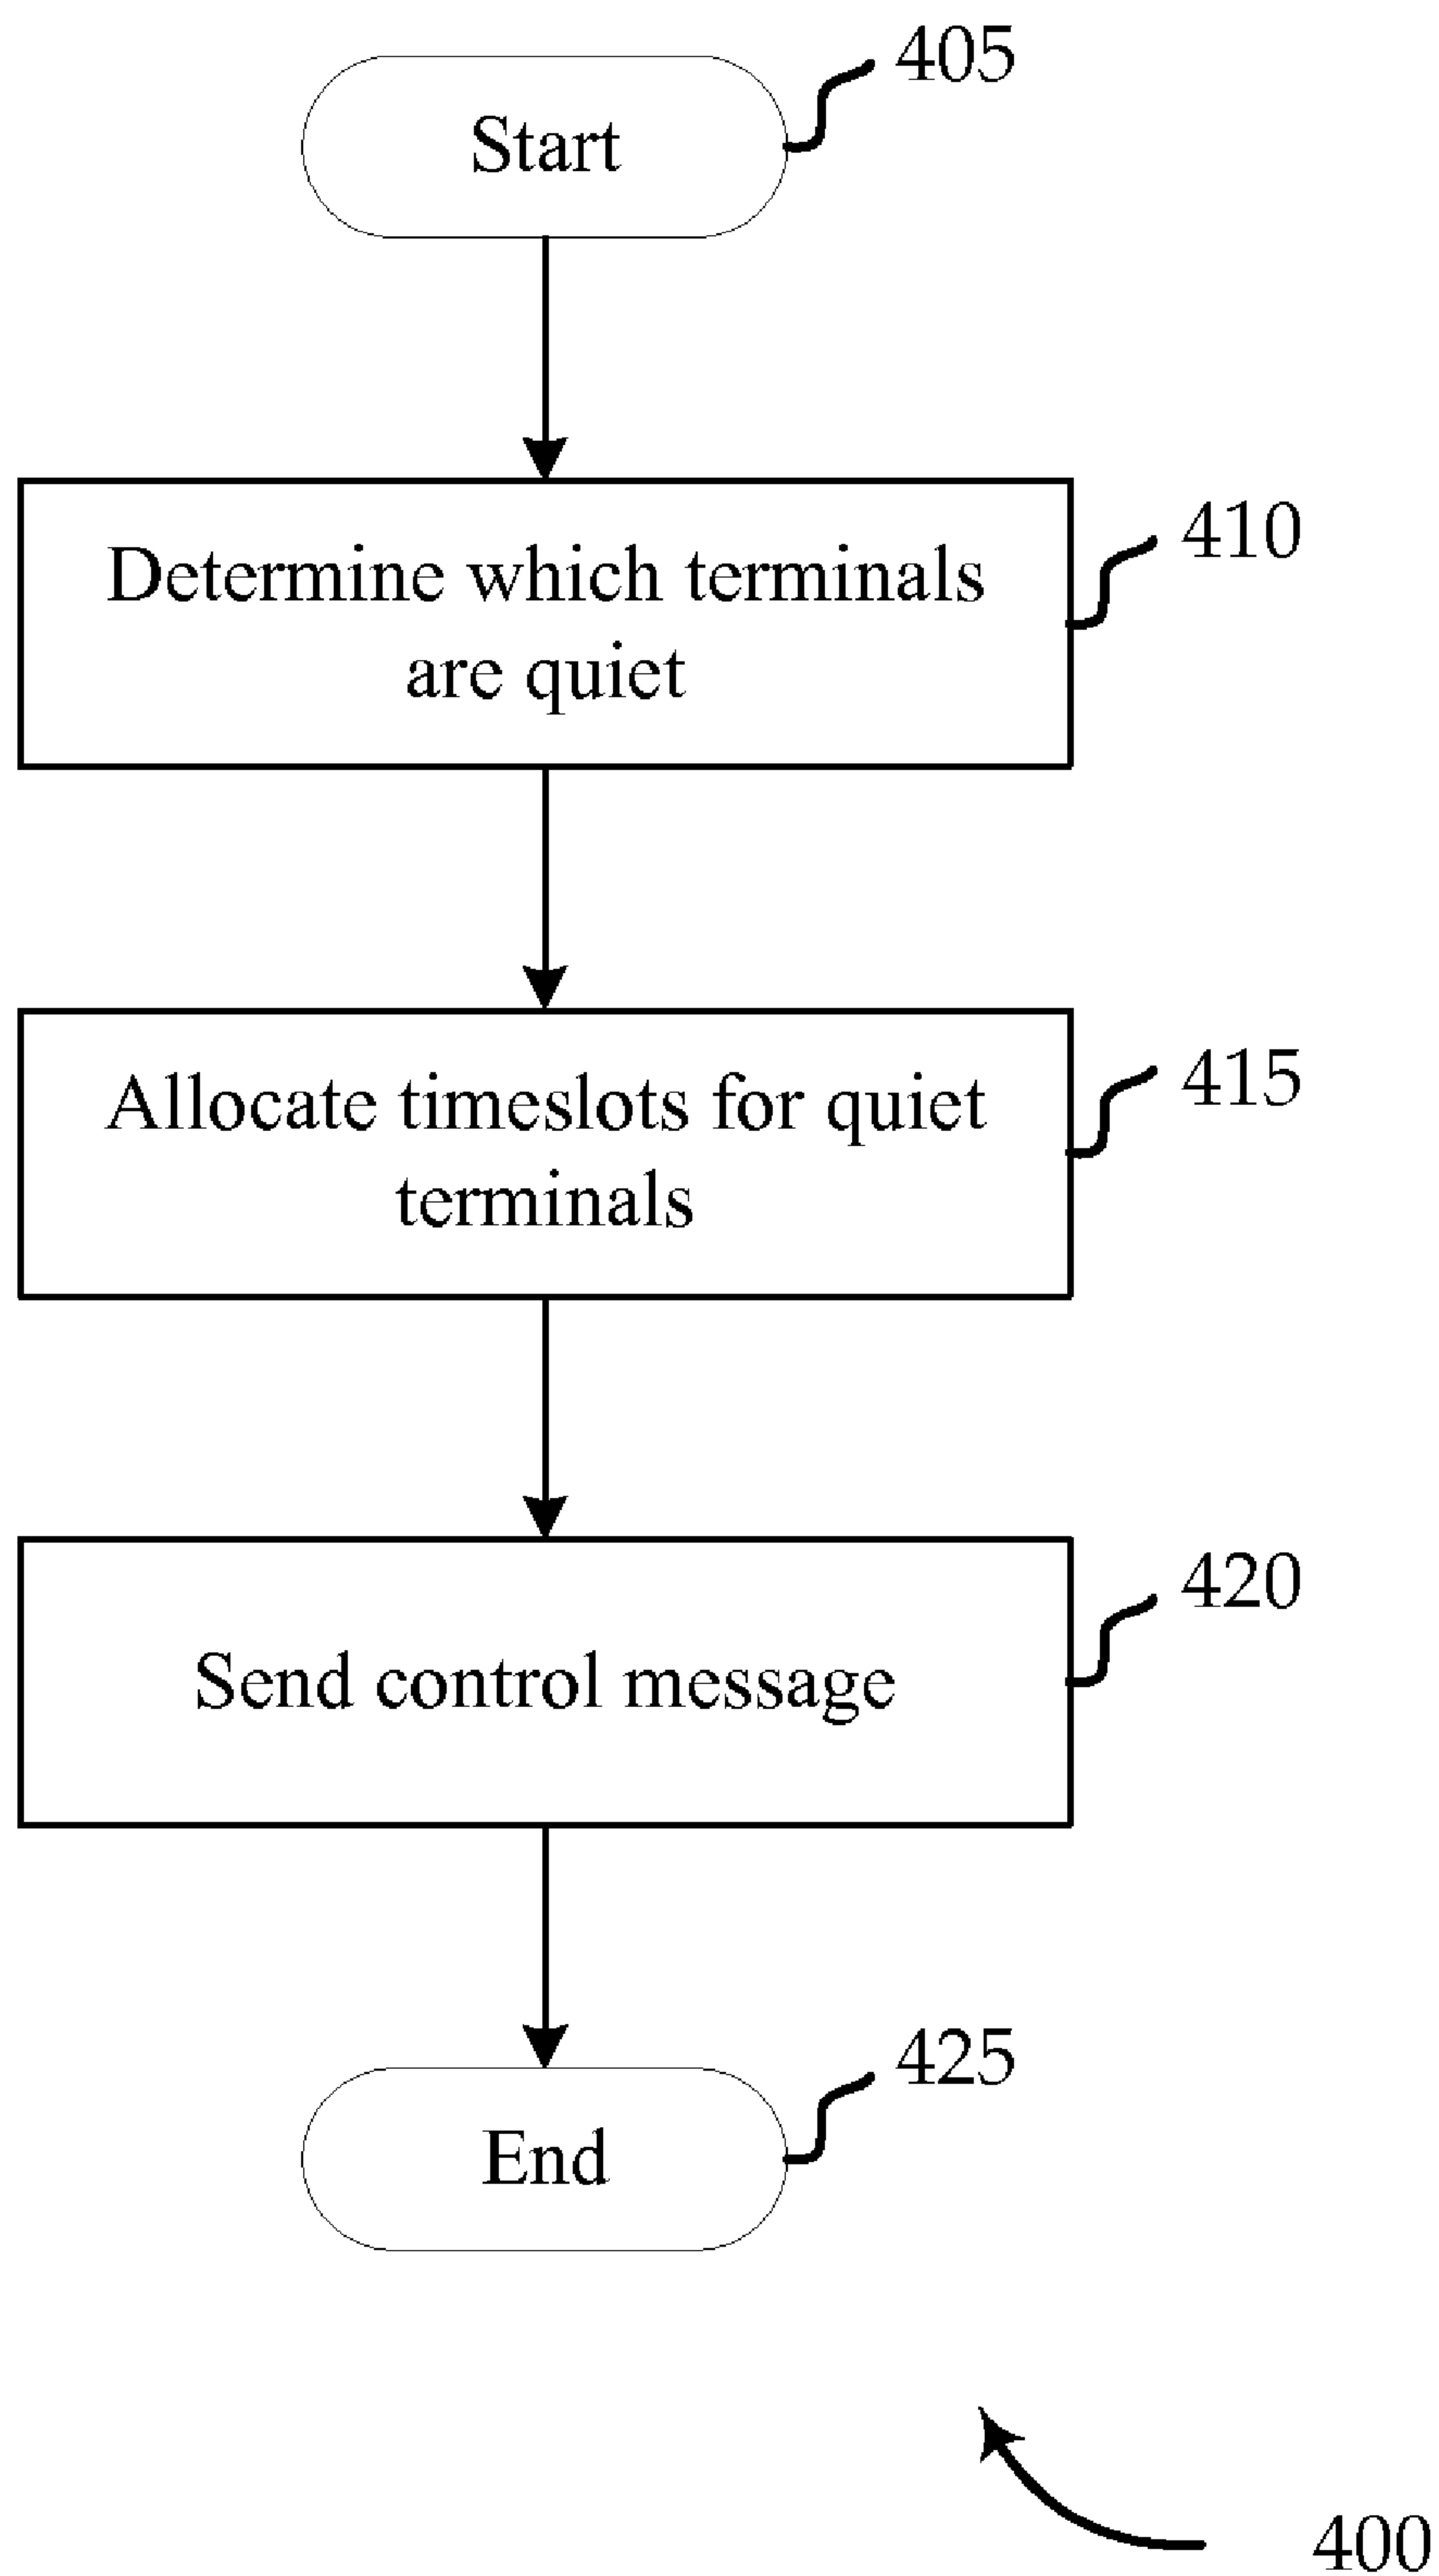 405
Start
410
Determine which terminals
are quiet
415
Allocate timeslots for quiet
terminals
420
Send control message
425
End
400